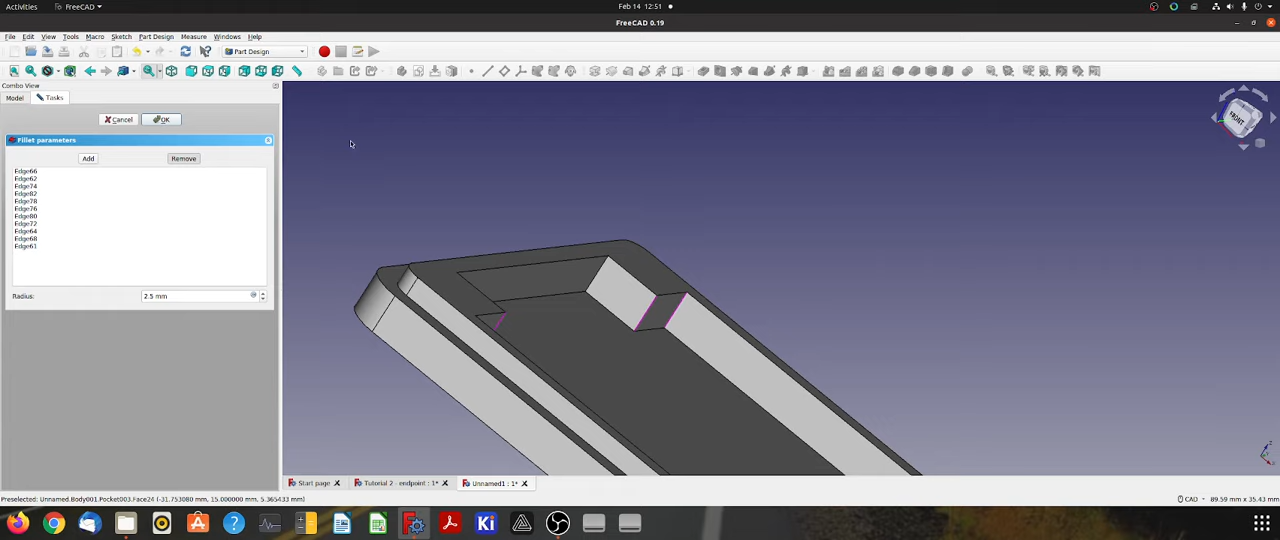 Activities FreeCAD Feb 14 12:51
FreeCAD 0.19
File Edit View Tools Macro Sketch Part Design Measure Windows Help
Part Design
Combo View
Model Tasks
Cancel OK
Fillet parameters
Add Remove
Edge66
Edge62
Edge74
Edge82
Edge78
Edge76
Edge80
Edge72
Edge64
Edge68
Edge61
Radius: 2.5 mm
FRONT
Start page Tutorial 2 - endpoint : 1* Unnamed1 : 1*
Preselected: Unnamed.Body001.Pocket003.Face24 (-31.753080 mm, 15.000000 mm, 5.365433 mm) CAD 89.59 mm x 35.43 mm
Ki